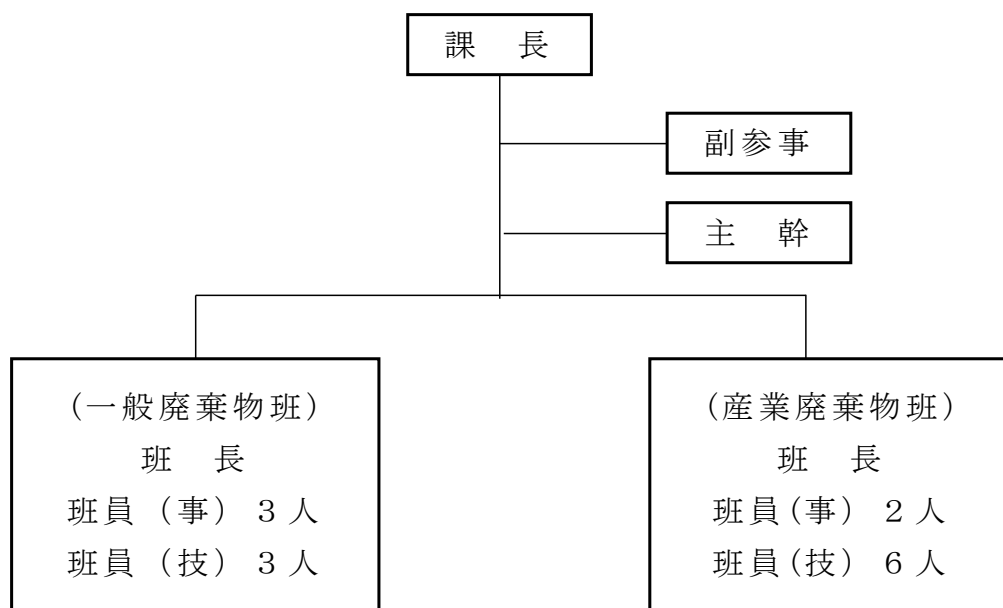 課　長
副参事
主　幹
(一般廃棄物班)
班　長
班員（事）３人
班員（技）３人
(産業廃棄物班)
班　長
班員(事)２人
班員(技)６人